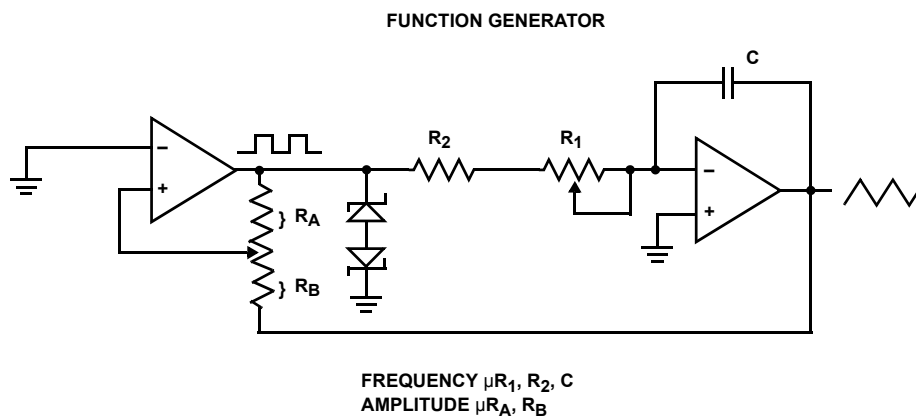 FUNCTION GENERATOR
C
R2
R1
−
+
} RA
} RB
−
+
FREQUENCY µR1, R2, C
AMPLITUDE µRA, RB